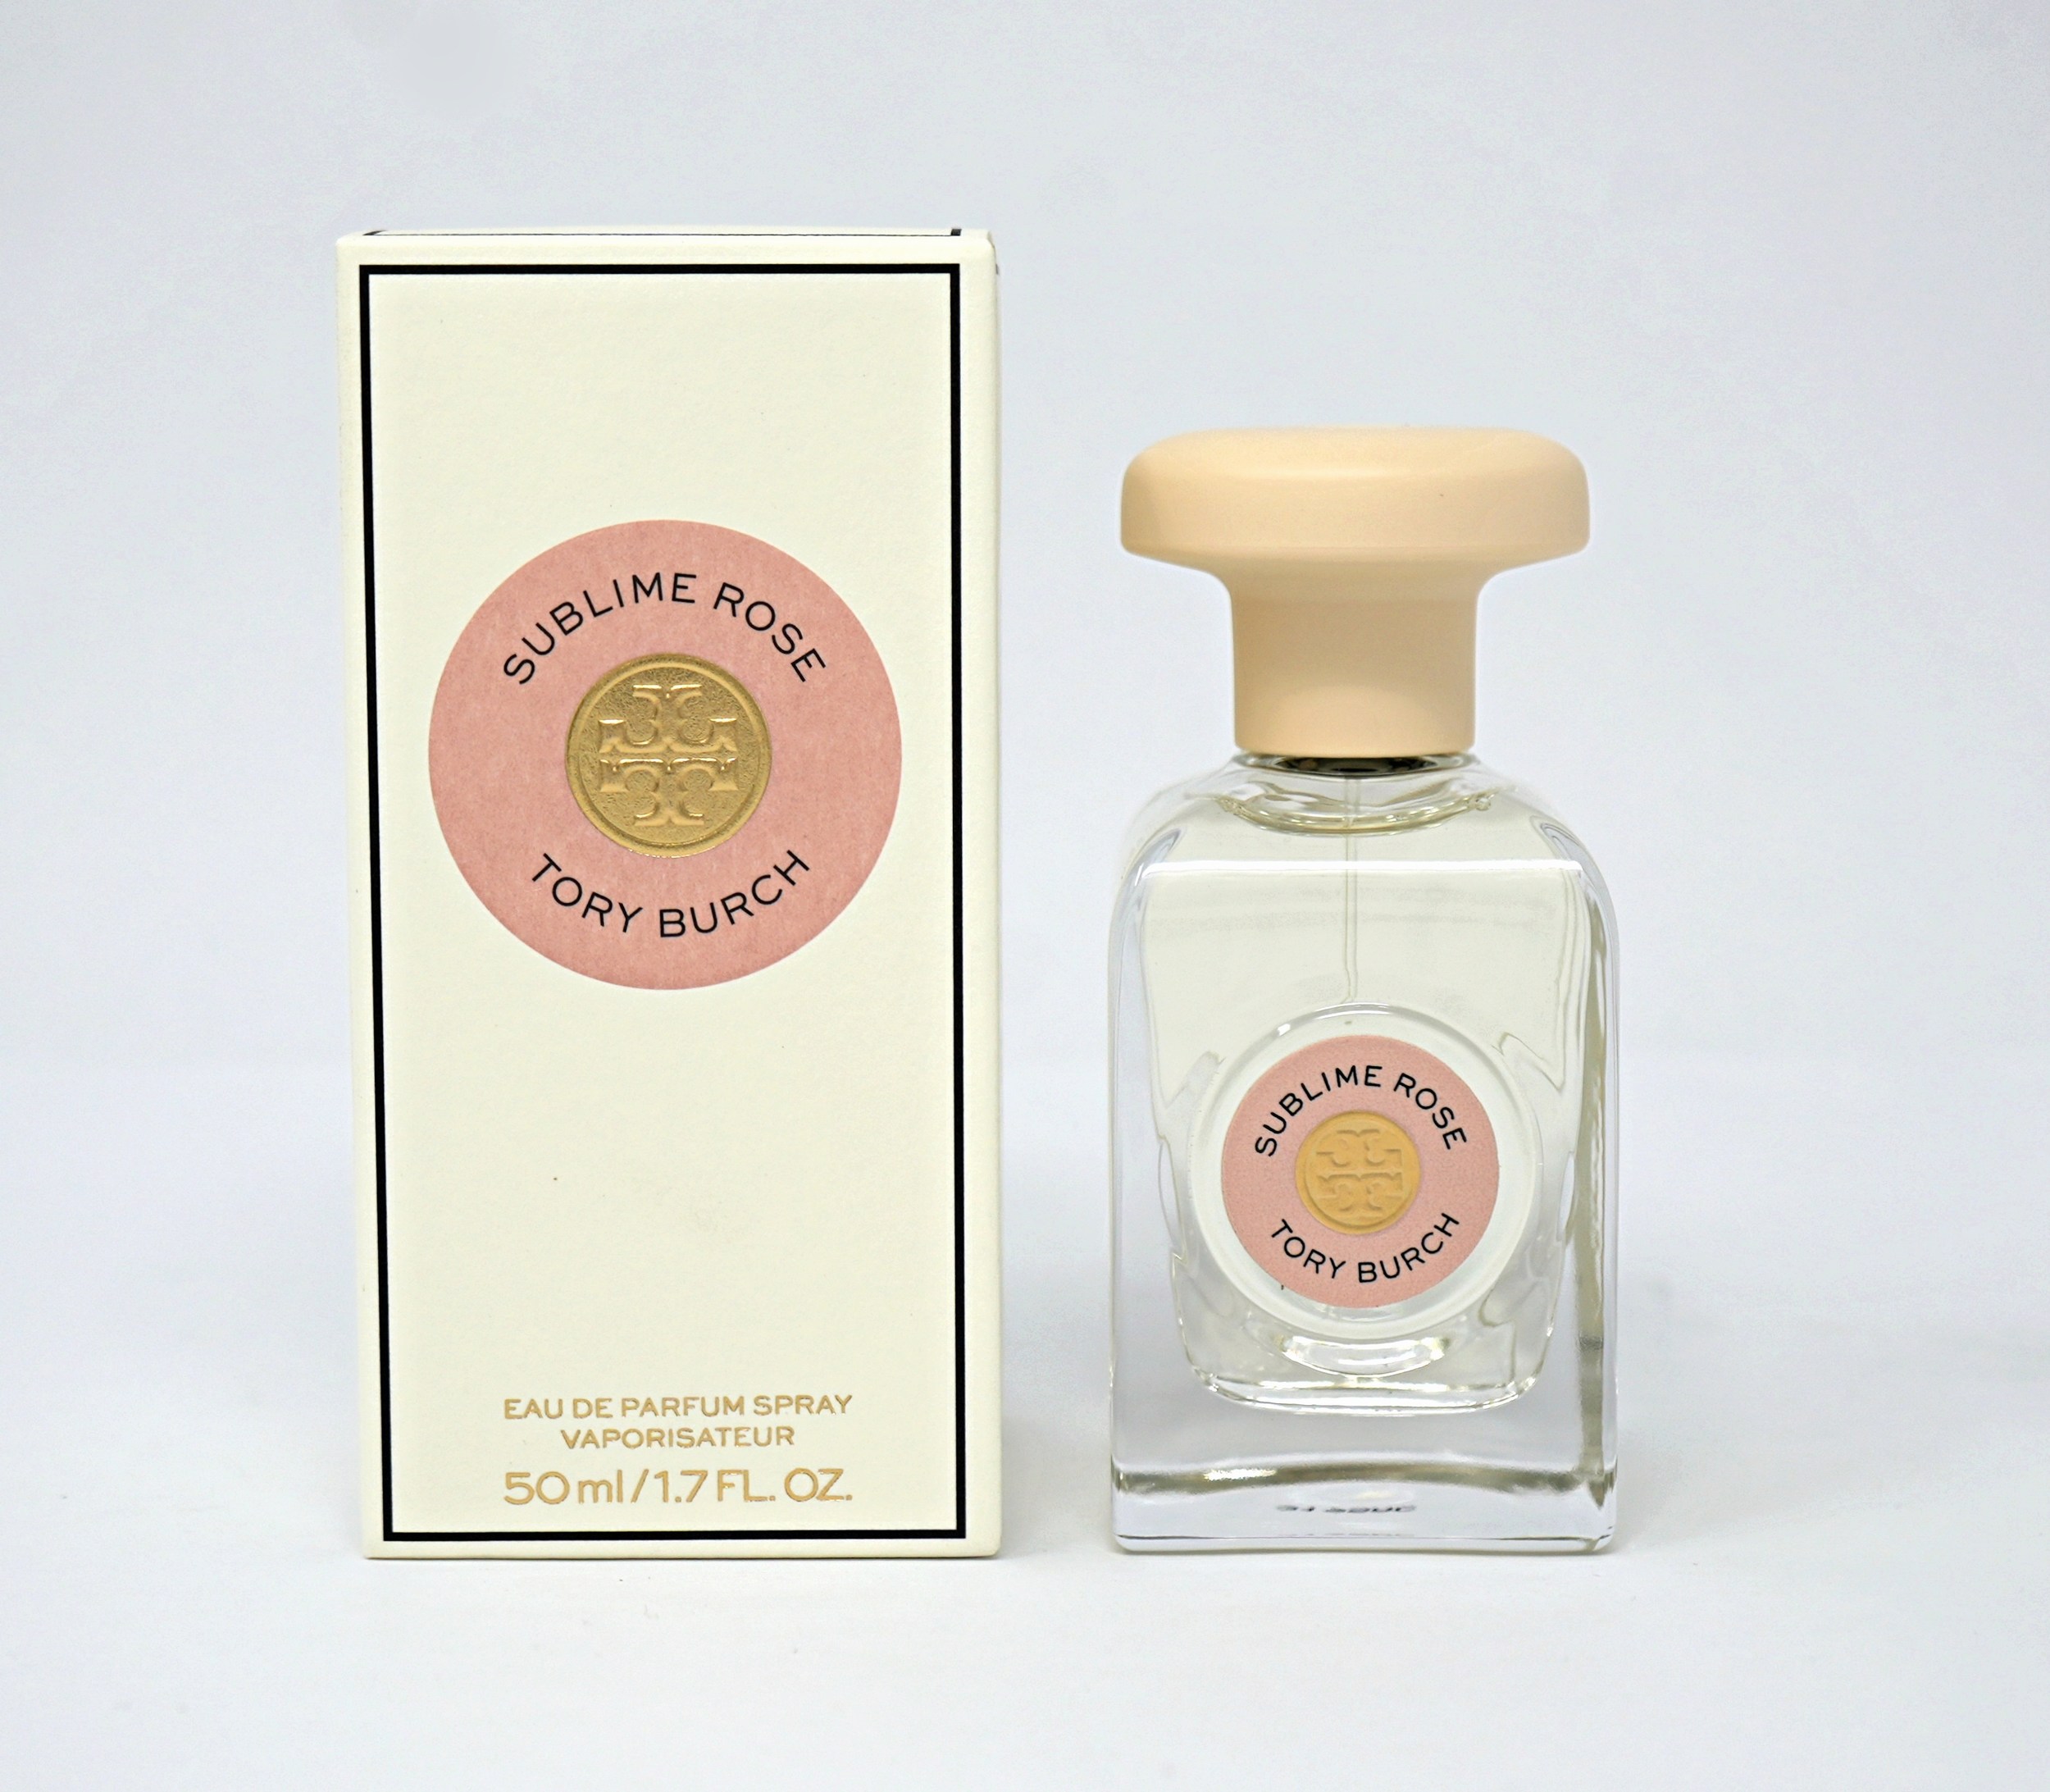 SUBLIME ROSE
TORY BURCH
EAU DE PARFUM SPRAY
VAPORISATEUR
50 ml / 1.7 FL. OZ.
SUBLIME ROSE
TORY BURCH